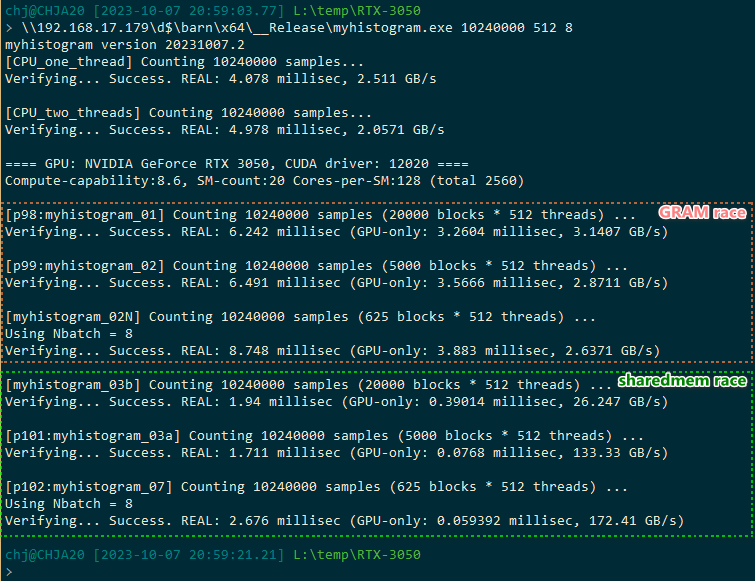 chj@CHJA20 [2023-10-07 20:59:03.77] L:\temp\RTX-3050
> \\192.168.17.179\d$\barn\x64\__Release\myhistogram.exe 10240000 512 8
myhistogram version 20231007.2
[CPU_one_thread] Counting 10240000 samples...
Verifying... Success. REAL: 4.078 millisec, 2.511 GB/s
[CPU_two_threads] Counting 10240000 samples...
Verifying... Success. REAL: 4.978 millisec, 2.0571 GB/s
==== GPU: NVIDIA GeForce RTX 3050, CUDA driver: 12020 ====
Compute-capability:8.6, SM-count:20 Cores-per-SM:128 (total 2560)
[p98:myhistogram_01] Counting 10240000 samples (20000 blocks * 512 threads) ... GRAM race
Verifying... Success. REAL: 6.242 millisec (GPU-only: 3.2604 millisec, 3.1407 GB/s)
[p99:myhistogram_02] Counting 10240000 samples (5000 blocks * 512 threads) ...
Verifying... Success. REAL: 6.491 millisec (GPU-only: 3.5666 millisec, 2.8711 GB/s)
[myhistogram_02N] Counting 10240000 samples (625 blocks * 512 threads) ...
Using Nbatch = 8
Verifying... Success. REAL: 8.748 millisec (GPU-only: 3.883 millisec, 2.6371 GB/s)
[myhistogram_03b] Counting 10240000 samples (20000 blocks * 512 threads) ... sharedmem race
Verifying... Success. REAL: 1.94 millisec (GPU-only: 0.39014 millisec, 26.247 GB/s)
[p101:myhistogram_03a] Counting 10240000 samples (5000 blocks * 512 threads) ...
Verifying... Success. REAL: 1.711 millisec (GPU-only: 0.0768 millisec, 133.33 GB/s)
[p102:myhistogram_07] Counting 10240000 samples (625 blocks * 512 threads) ...
Using Nbatch = 8
Verifying... Success. REAL: 2.676 millisec (GPU-only: 0.059392 millisec, 172.41 GB/s)
chj@CHJA20 [2023-10-07 20:59:21.21] L:\temp\RTX-3050
>